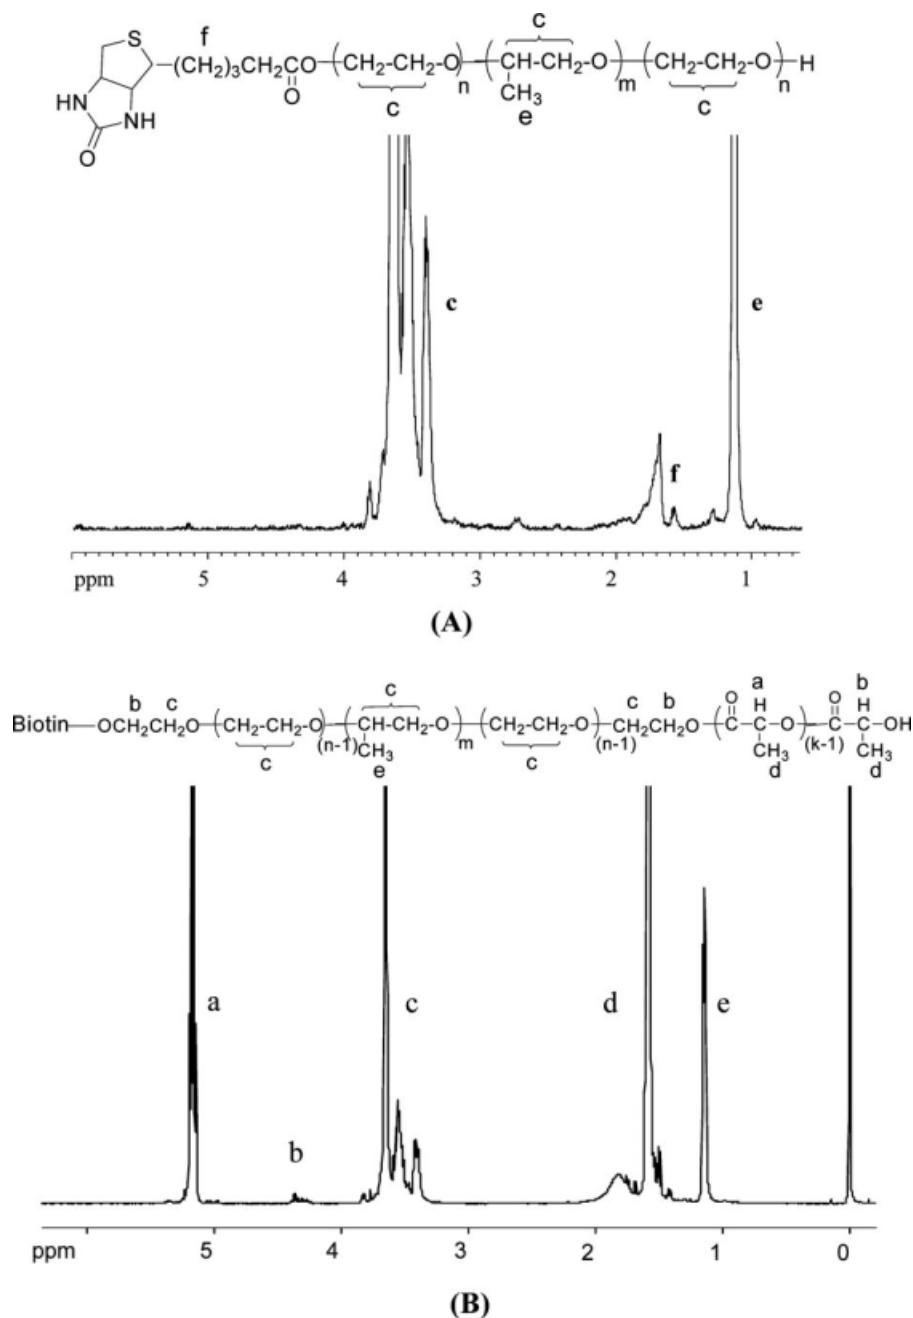 f
S
(CH2)3CH2CO
O
(CH2-CH2-O)n
(CH-CH2-O)m
(CH2-CH2-O)n
H
c
c
CH3
e
c
HN
NH
O
c
e
f
ppm
5
4
3
2
1
(A)
b c c c b O a O b
Biotin—OCH2CH2O(CH2-CH2-O)(n-1)(CH-CH2-O)m(CH2-CH2-O)(n-1)CH2CH2O(C-C-O)(k-1)C-C-OH
H H
c CH3 c CH3 CH3
e d d
a
c
d
e
b
ppm
5
4
3
2
1
0
(B)